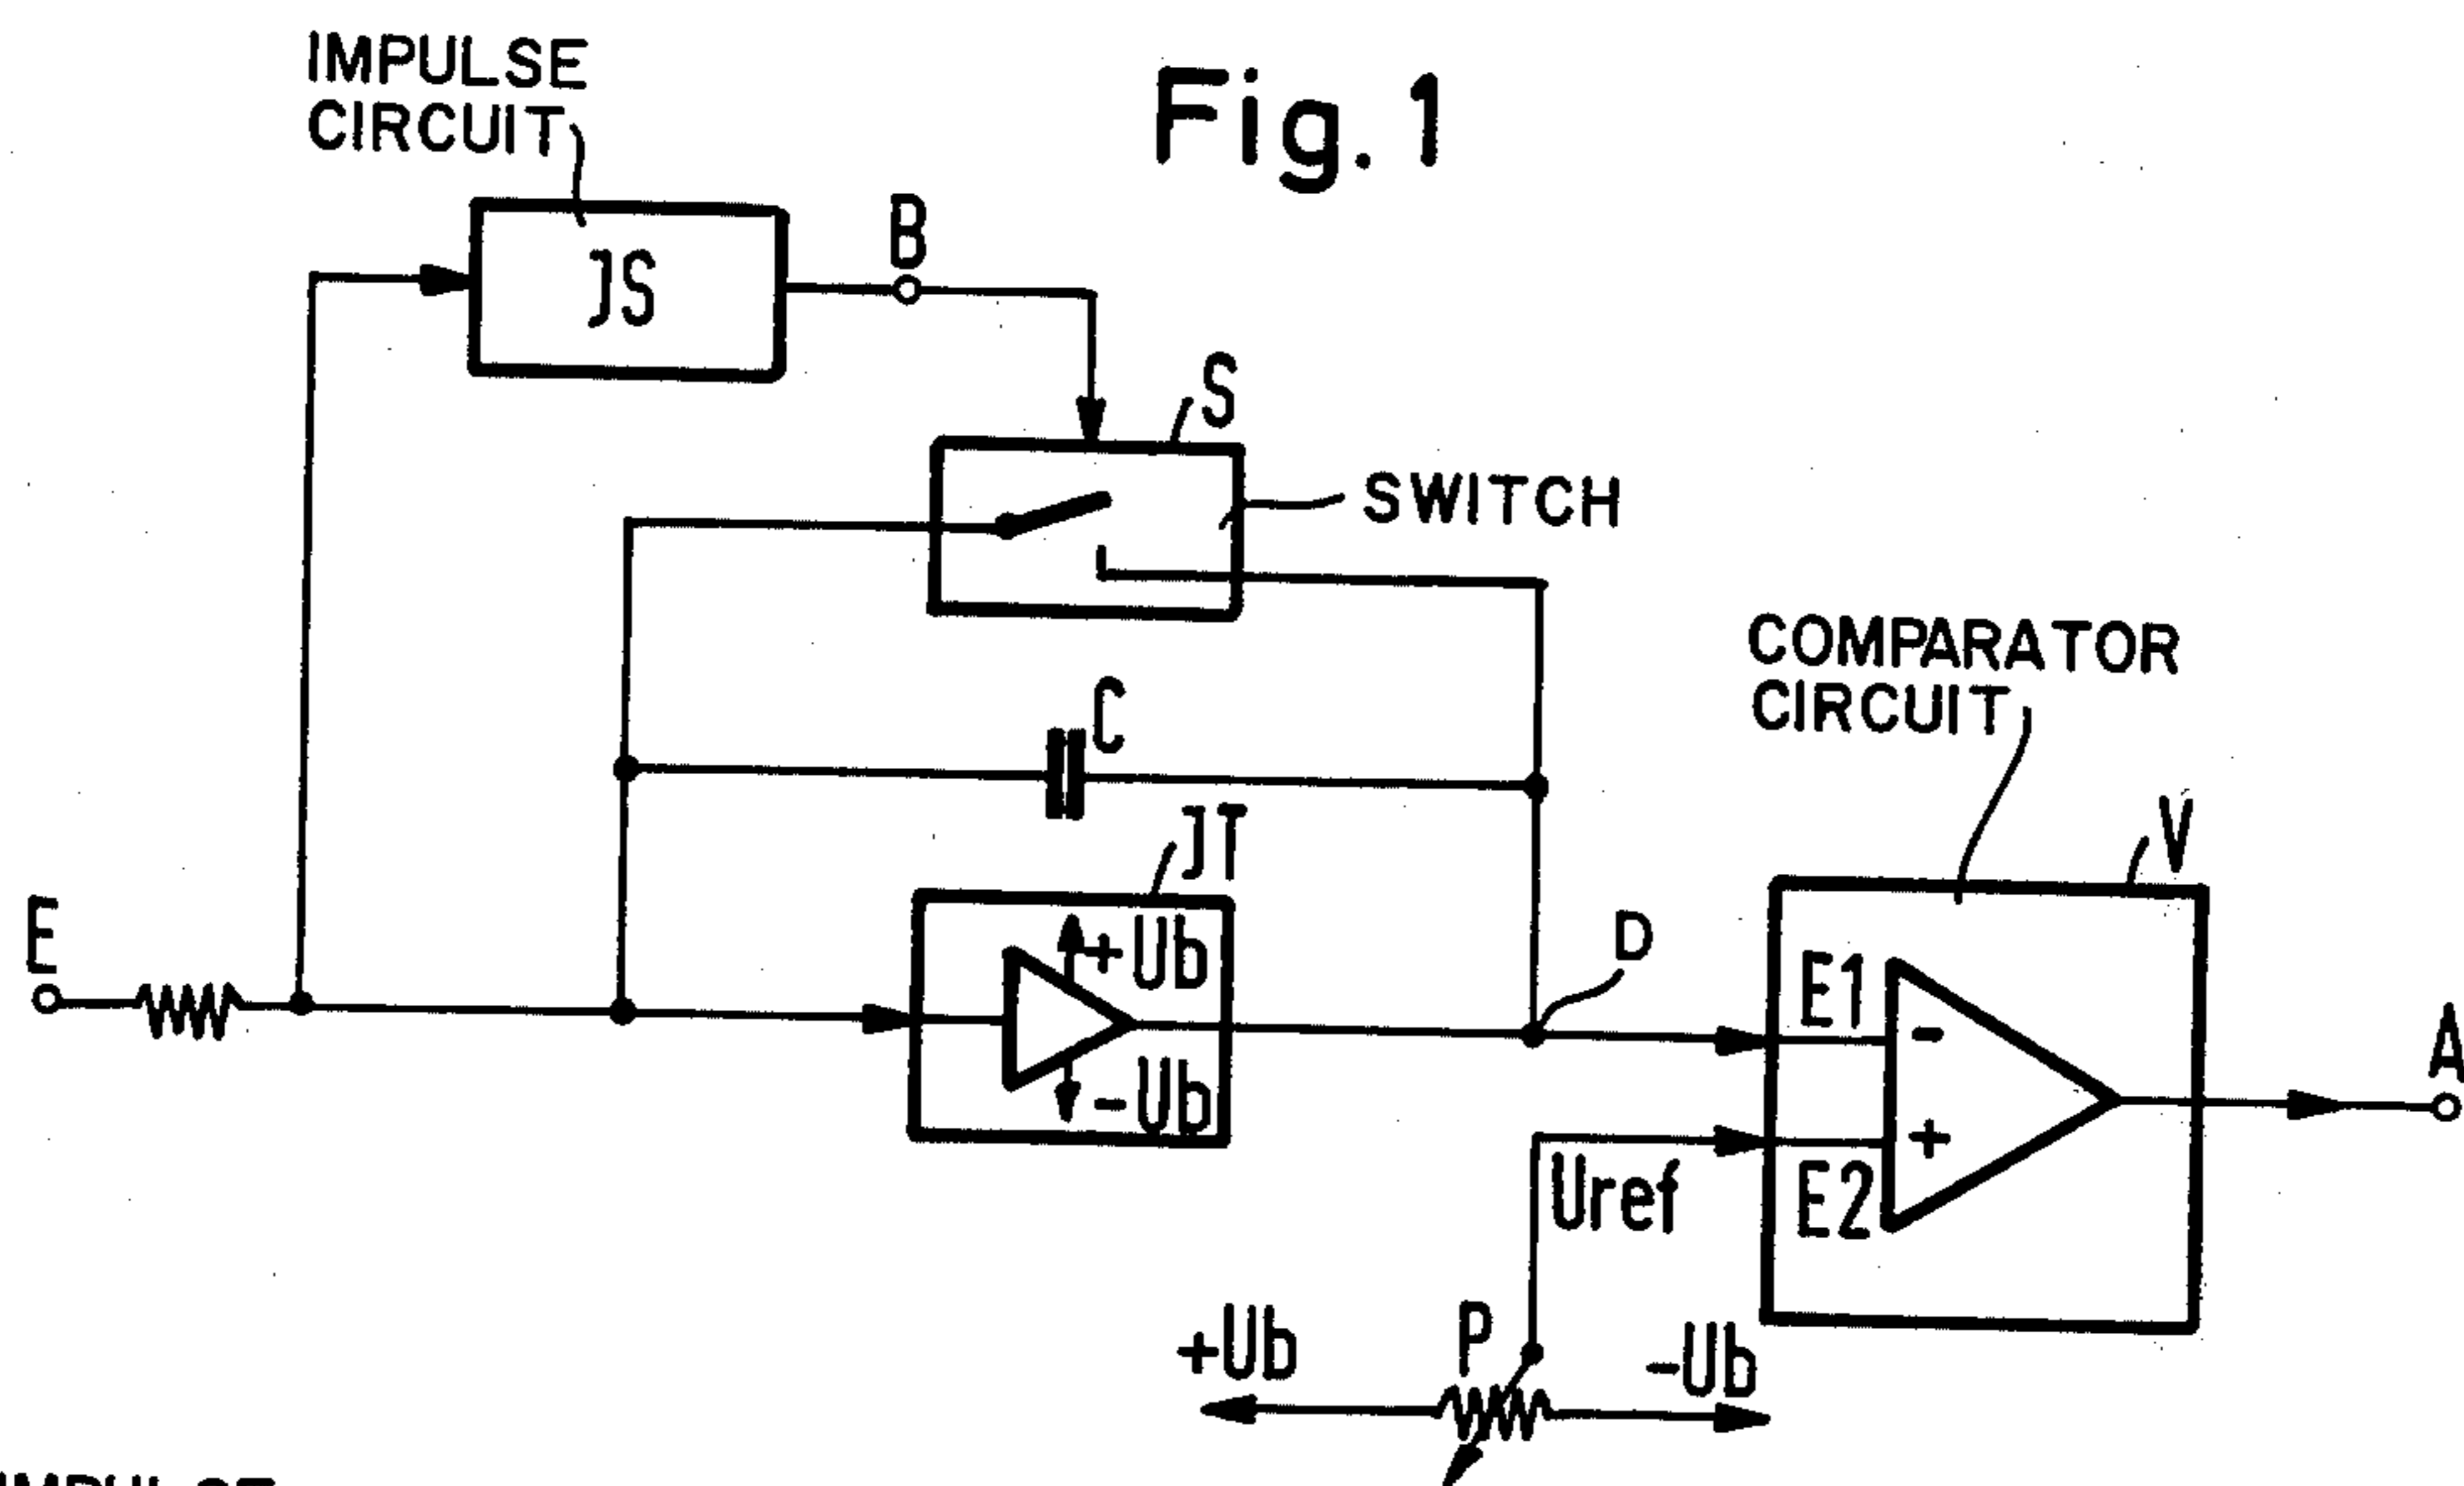 IMPULSE
CIRCUIT
Fig. 1
JS
B
S
SWITCH
C
COMPARATOR
CIRCUIT
V
JT
+Ub
-Ub
E
D
E1
-
+
E2
A
Uref
+Ub
P
-Ub